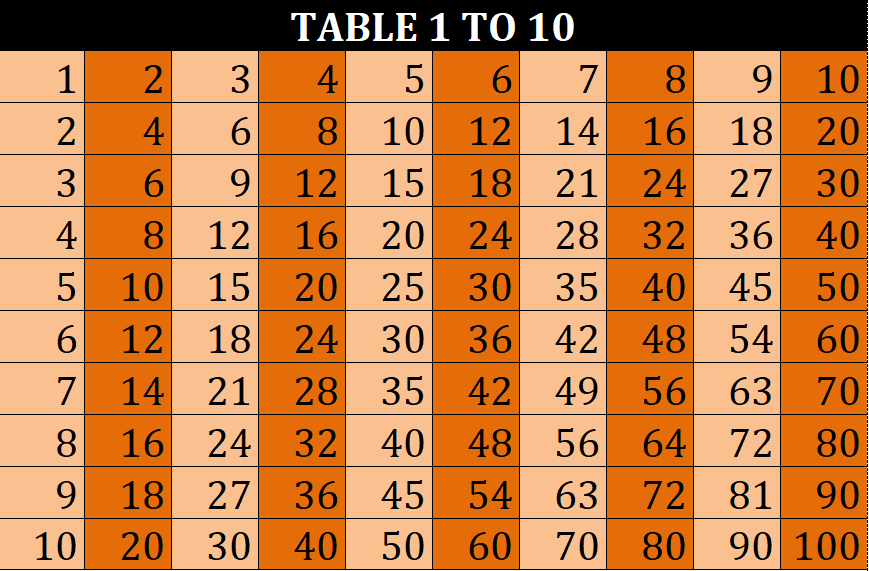 TABLE 1 TO 10
1 2 3 4 5 6 7 8 9 10
2 4 6 8 10 12 14 16 18 20
3 6 9 12 15 18 21 24 27 30
4 8 12 16 20 24 28 32 36 40
5 10 15 20 25 30 35 40 45 50
6 12 18 24 30 36 42 48 54 60
7 14 21 28 35 42 49 56 63 70
8 16 24 32 40 48 56 64 72 80
9 18 27 36 45 54 63 72 81 90
10 20 30 40 50 60 70 80 90 100